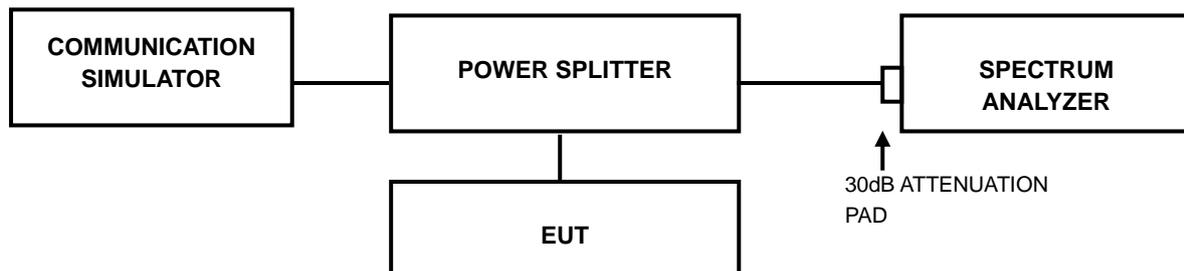 COMMUNICATION
SIMULATOR
POWER SPLITTER
SPECTRUM
ANALYZER
30dB ATTENUATION
PAD
EUT